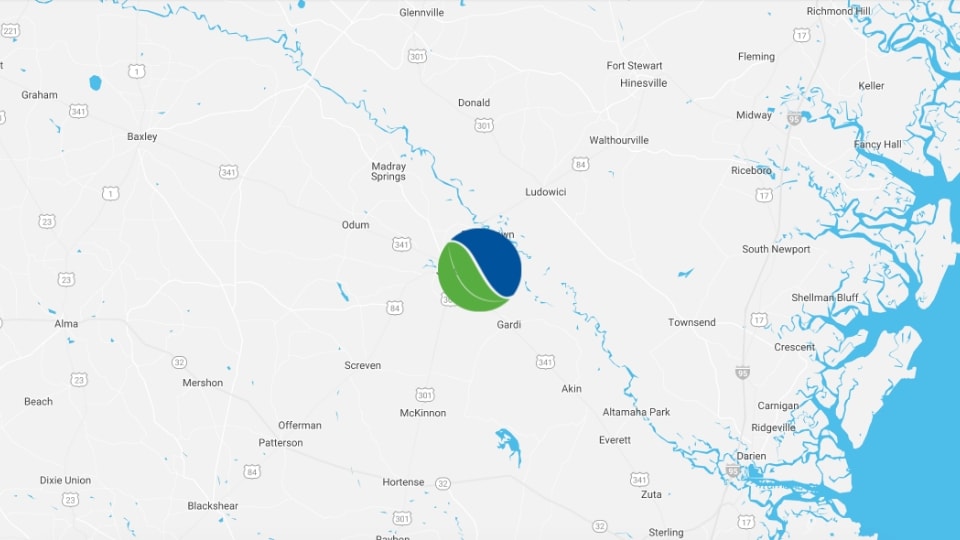 Glennville
Richmond Hill
221
17
301
Fleming
Fort Stewart
1
Hinesville
Keller
Graham
Donald
341
Midway
95
301
Baxley
Walthourville
Fancy Hall
84
Madray
Springs
Riceboro
341
1
Ludowici
17
23
Odum
wn
341
South Newport
23
84
Shellman Bluff
Gardi
Townsend
17
Alma
Crescent
32
Screven
341
95
Mershon
23
Akin
301
Beach
Carnigan
McKinnon
Altamaha Park
Offerman
Ridgeville
Patterson
Everett
Darien
84
95
Dixie Union
Hortense
32
341
23
Zuta
Blackshear
301
32
17
Sterling